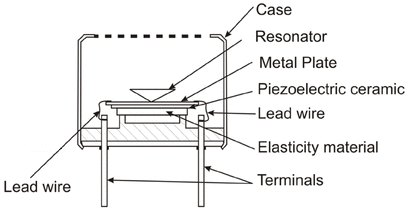 Case
Resonator
Metal Plate
Piezoelectric ceramic
Lead wire
Elasticity material
Lead wire
Terminals